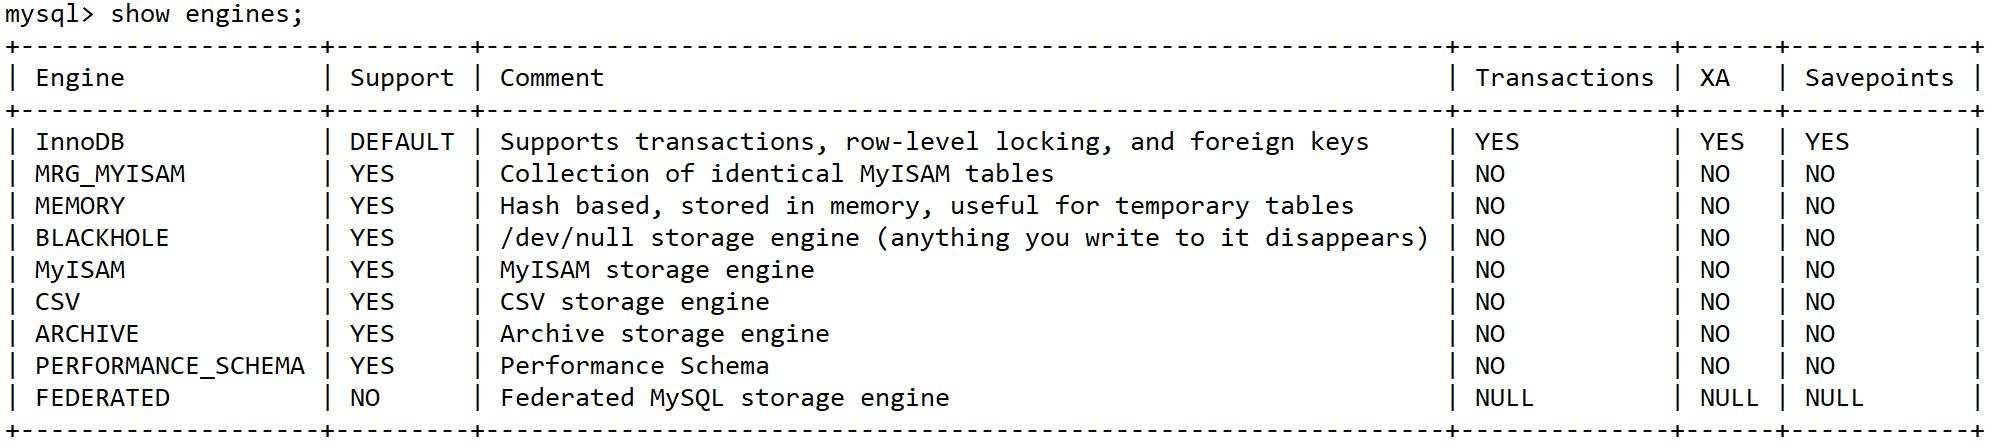 mysql> show engines;
+--------------------+---------+----------------------------------------------------------------+--------------+------+------------+
| Engine             | Support | Comment                                                        | Transactions | XA   | Savepoints |
+--------------------+---------+----------------------------------------------------------------+--------------+------+------------+
| InnoDB             | DEFAULT | Supports transactions, row-level locking, and foreign keys     | YES          | YES  | YES        |
| MRG_MYISAM         | YES     | Collection of identical MyISAM tables                          | NO           | NO   | NO         |
| MEMORY             | YES     | Hash based, stored in memory, useful for temporary tables      | NO           | NO   | NO         |
| BLACKHOLE          | YES     | /dev/null storage engine (anything you write to it disappears) | NO           | NO   | NO         |
| MyISAM             | YES     | MyISAM storage engine                                          | NO           | NO   | NO         |
| CSV                | YES     | CSV storage engine                                             | NO           | NO   | NO         |
| ARCHIVE            | YES     | Archive storage engine                                         | NO           | NO   | NO         |
| PERFORMANCE_SCHEMA | YES     | Performance Schema                                             | NO           | NO   | NO         |
| FEDERATED          | NO      | Federated MySQL storage engine                                 | NULL         | NULL | NULL       |
+--------------------+---------+----------------------------------------------------------------+--------------+------+------------+